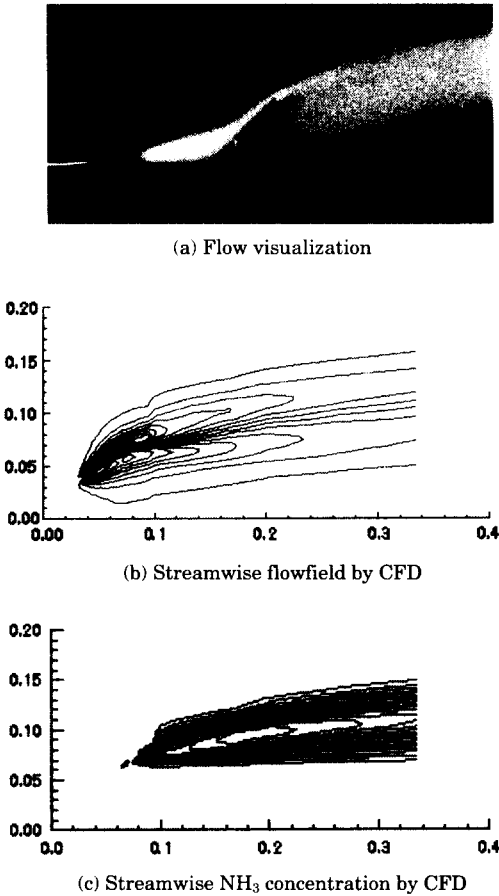 (a) Flow visualization
0.20
0.15
0.10
0.05
0.00
0.00 0.1 0.2 0.3 0.4
(b) Streamwise flowfield by CFD
0.20
0.15
0.10
0.05
0.00
0.0 0.1 0.2 0.3 0.4
(c) Streamwise NH₃ concentration by CFD